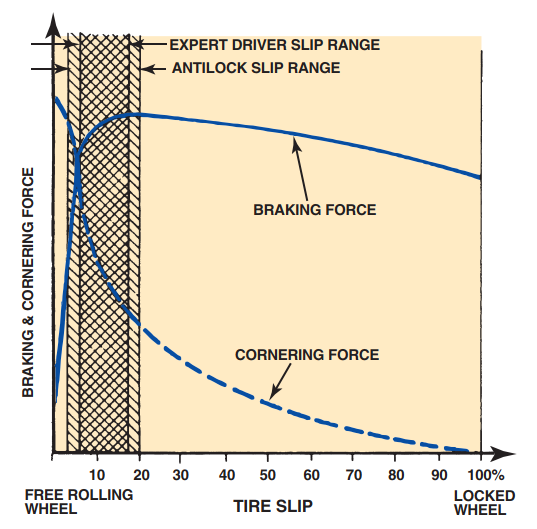 EXPERT DRIVER SLIP RANGE
ANTILOCK SLIP RANGE
BRAKING & CORNERING FORCE
BRAKING FORCE
CORNERING FORCE
10 20 30 40 50 60 70 80 90 100%
FREE ROLLING
WHEEL
TIRE SLIP
LOCKED
WHEEL